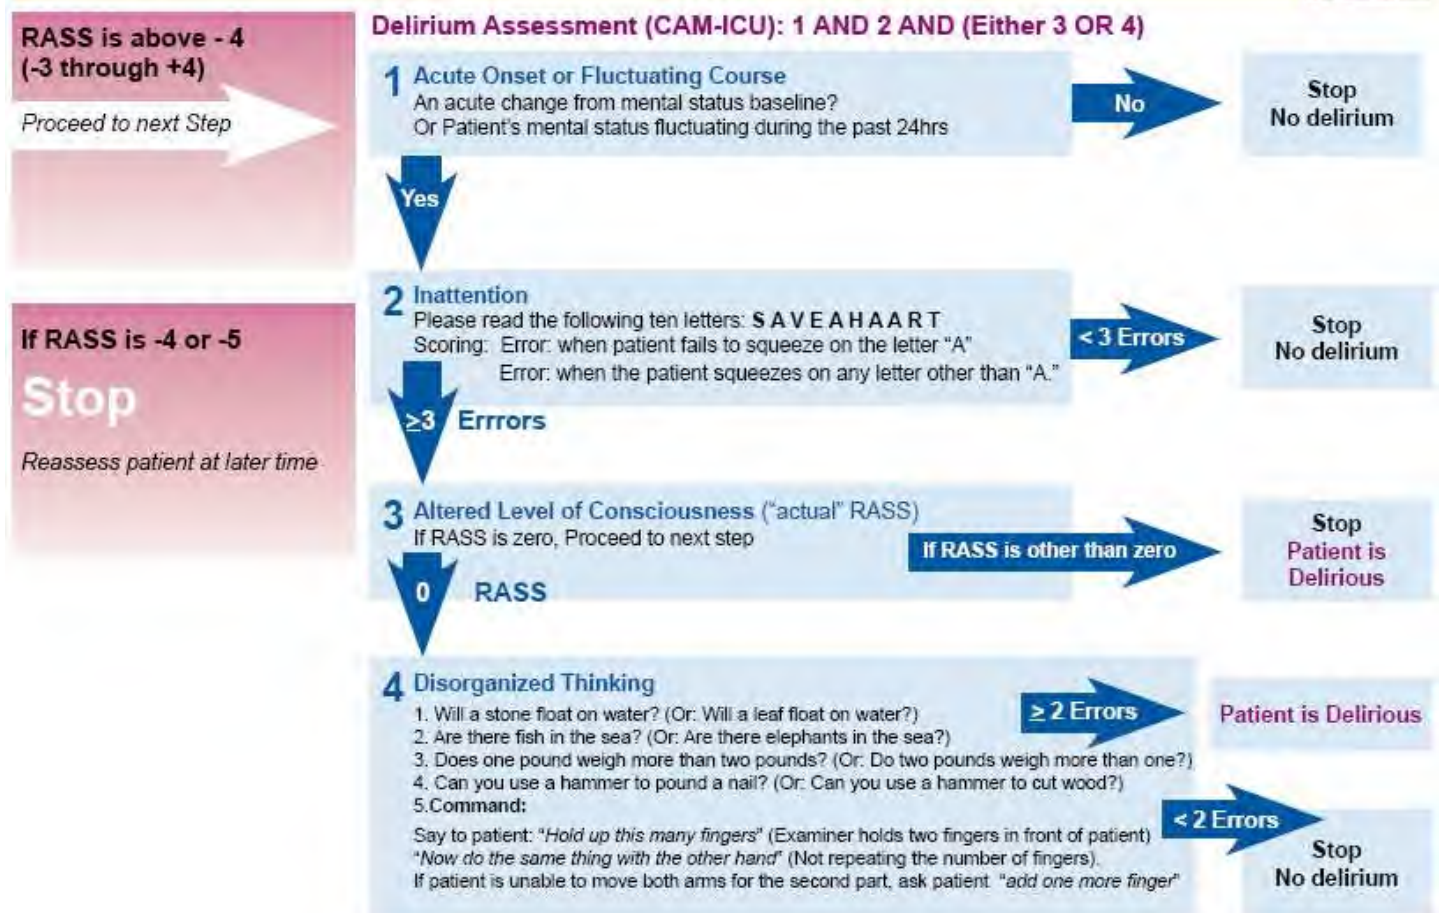 RASS is above - 4
(-3 through +4)
Proceed to next Step
If RASS is -4 or -5
Stop
Reassess patient at later time
Delirium Assessment (CAM-ICU): 1 AND 2 AND (Either 3 OR 4)
1 Acute Onset or Fluctuating Course
An acute change from mental status baseline?
Or Patient's mental status fluctuating during the past 24hrs
No
Stop
No delirium
Yes
2 Inattention
Please read the following ten letters: S A V E A H A A R T
Scoring: Error: when patient fails to squeeze on the letter “A”
Error: when the patient squeezes on any letter other than “A.”
< 3 Errors
Stop
No delirium
≥3 Errrors
3 Altered Level of Consciousness (“actual” RASS)
If RASS is zero, Proceed to next step
If RASS is other than zero
Stop
Patient is
Delirious
0 RASS
4 Disorganized Thinking
1. Will a stone float on water? (Or: Will a leaf float on water?)
2. Are there fish in the sea? (Or: Are there elephants in the sea?)
3. Does one pound weigh more than two pounds? (Or: Do two pounds weigh more than one?)
4. Can you use a hammer to pound a nail? (Or: Can you use a hammer to cut wood?)
5.Command:
Say to patient: “Hold up this many fingers” (Examiner holds two fingers in front of patient)
“Now do the same thing with the other hand” (Not repeating the number of fingers).
If patient is unable to move both arms for the second part, ask patient “add one more finger”
≥ 2 Errors
Patient is Delirious
< 2 Errors
Stop
No delirium